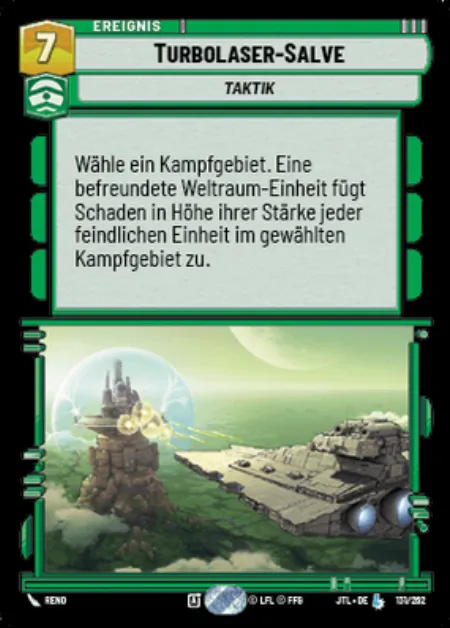 EREIGNIS
7
TURBOLASER-SALVE
TAKTIK
Wähle ein Kampfgebiet. Eine
befreundete Weltraum-Einheit fügt
Schaden in Höhe ihrer Stärke jeder
feindlichen Einheit im gewählten
Kampfgebiet zu.
RENO
A
© LFL © FFG
JTL • DE
131/262